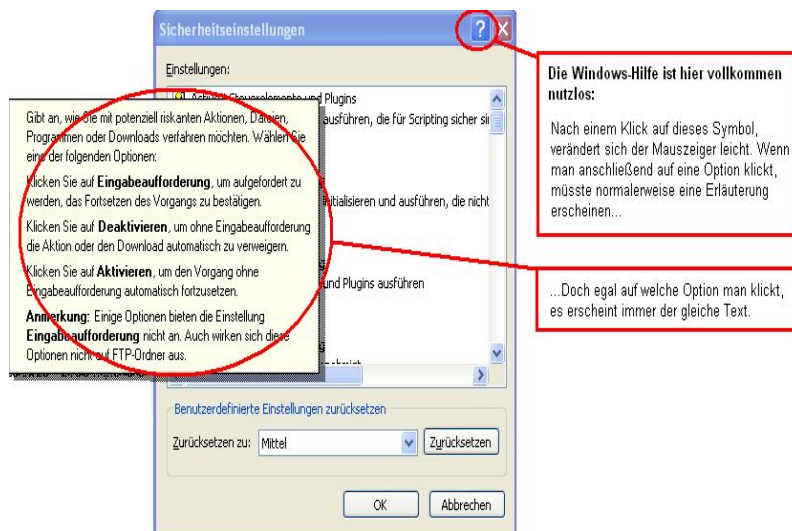 Sicherheitseinstellungen
Einstellungen:
ActiveX-Steuerelemente und Plugins
ausführen, die für Scripting sicher
initialisieren und ausführen, die nicht
und Plugins ausführen
Gibt an, wie Sie mit potenziell riskanten Aktionen, Dateien,
Programmen oder Downloads verfahren möchten. Wählen Sie
eine der folgenden Optionen:
Klicken Sie auf Eingabeaufforderung, um aufgefordert zu
werden, das Fortsetzen des Vorgangs zu bestätigen.
Klicken Sie auf Deaktivieren, um ohne Eingabeaufforderung
die Aktion oder den Download automatisch zu verweigern.
Klicken Sie auf Aktivieren, um den Vorgang ohne
Eingabeaufforderung automatisch fortzusetzen.
Anmerkung: Einige Optionen bieten die Einstellung
Eingabeaufforderung nicht an. Auch wirken sich diese
Optionen nicht auf FTP-Ordner aus.
Benutzerdefinierte Einstellungen zurücksetzen
Zurücksetzen zu: Mittel Zurücksetzen
OK Abbrechen
Die Windows-Hilfe ist hier vollkommen
nutzlos:
Nach einem Klick auf dieses Symbol,
verändert sich der Mauszeiger leicht. Wenn
man anschließend auf eine Option klickt,
müsste normalerweise eine Erläuterung
erscheinen...
...Doch egal auf welche Option man klickt,
es erscheint immer der gleiche Text.